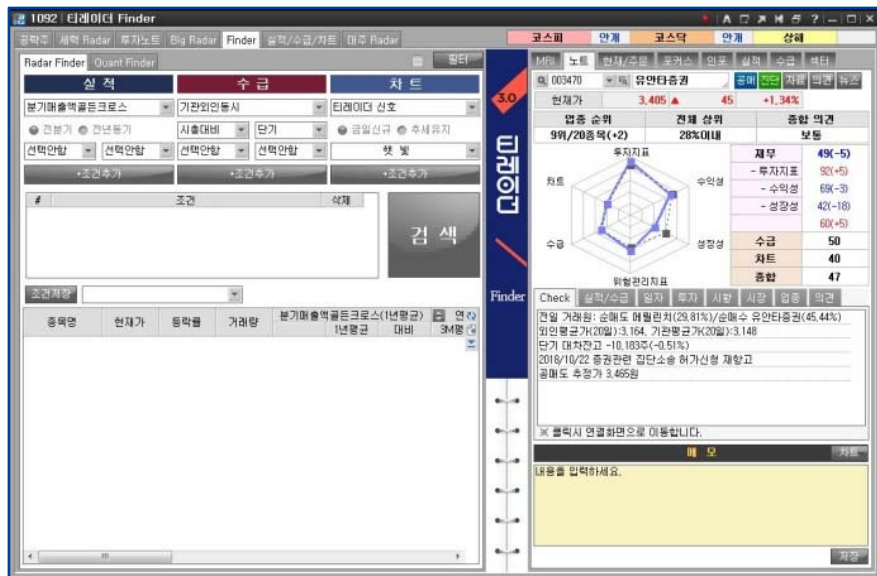 1092 티레이더 Finder
공략주 세력 Radar 투자노트 Big Radar Finder 실적/수급/차트 대주 Radar
코스피 안개 코스닥 안개 상해
Radar Finder Quant Finder 필터
실 적 수 급 차 트
분기매출액골든크로스 기관외인동시 티레이더 신호
전분기 전년동기 시총대비 단기 금일신규 추세유지
선택안함 선택안함 선택안함 선택안함 햇 빛
+조건추가 +조건추가 +조건추가
# 조건 삭제
검 색
조건저장
종목명 현재가 등락률 거래량 분기매출액골든크로스(1년평균) 연
1년평균 대비 3M평
3.0
티레이더
Finder
MRI 노트 현재/주문 포커스 인포 실적 수급 섹터
003470 유안타증권 공매 진단 자료 의견 뉴스
현재가 3,405 ▲ 45 +1.34%
업종 순위 전체 상위 종합 의견
9위/20종목(+2) 28%이내 보통
투자지표
수익성
성장성
위험관리지표
수급
차트
재무 49(-5)
- 투자지표 92(+5)
- 수익성 69(-3)
- 성장성 42(-18)
60(+5)
수급 50
차트 40
종합 47
Check 실적/수급 일자 투자 시황 시장 업종 의견
전일 거래원: 순매도 메릴린치(29.81%)/순매수 유안타증권(45.44%)
외인평균가(20일):3,164, 기관평균가(20일):3,148
단기 대차잔고 -10,183주(-0.51%)
2018/10/22 증권관련 집단소송 허가신청 재항고
공매도 추정가 3,465원
※ 클릭시 연결화면으로 이동합니다.
메 모 차트
내용을 입력하세요.
저장